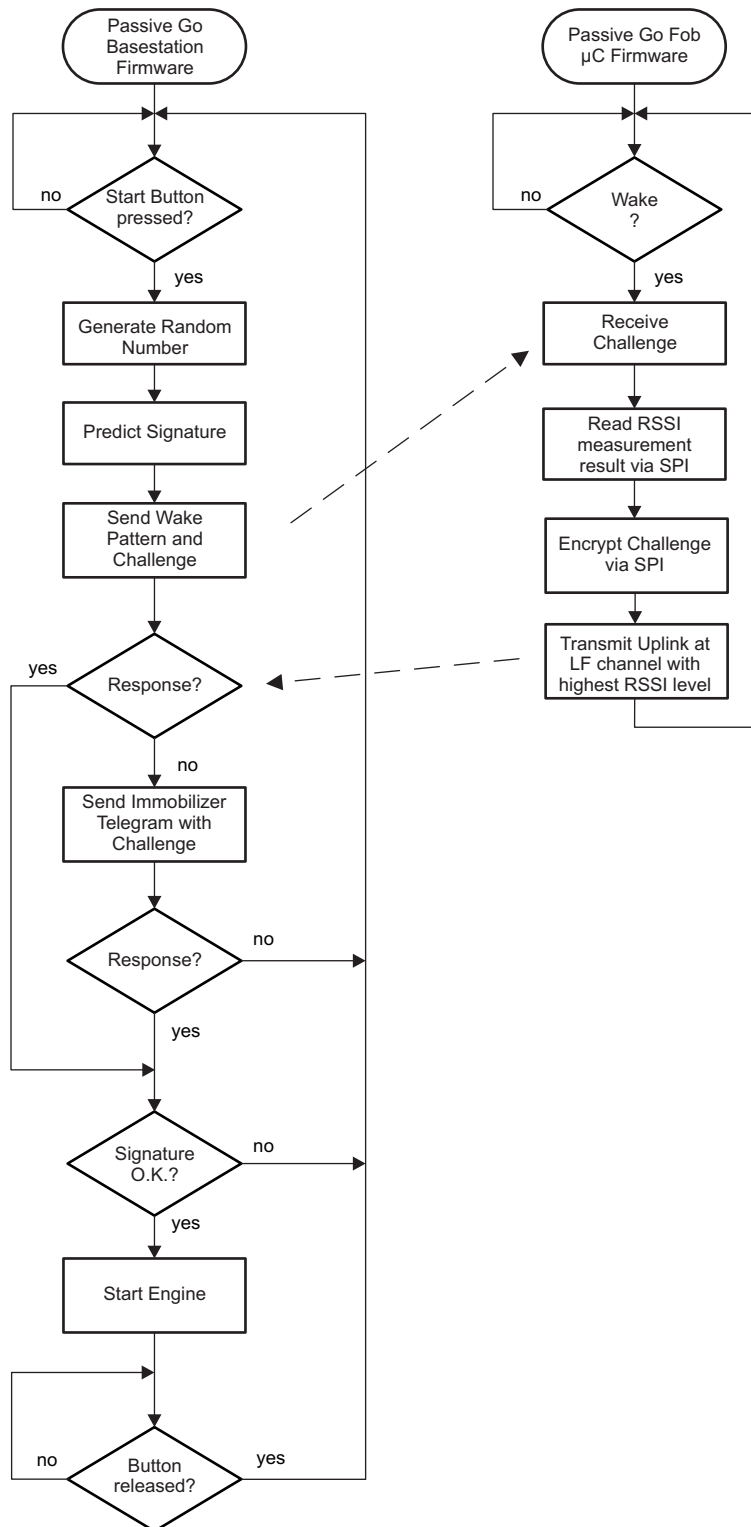 Passive Go
Basestation
Firmware
no
Start Button
pressed?
yes
Generate Random
Number
Predict Signature
Send Wake
Pattern and
Challenge
yes
Response?
no
Send Immobilizer
Telegram with
Challenge
Response?
no
yes
Signature
O.K.?
no
yes
Start Engine
no
Button
released?
yes
Passive Go Fob
µC Firmware
no
Wake
?
yes
Receive
Challenge
Read RSSI
measurement
result via SPI
Encrypt Challenge
via SPI
Transmit Uplink at
LF channel with
highest RSSI level